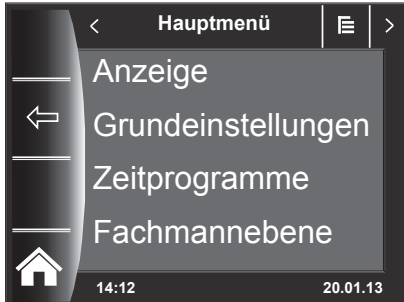 Hauptmenü
Anzeige
Grundeinstellungen
Zeitprogramme
Fachmannebene
14:12 20.01.13